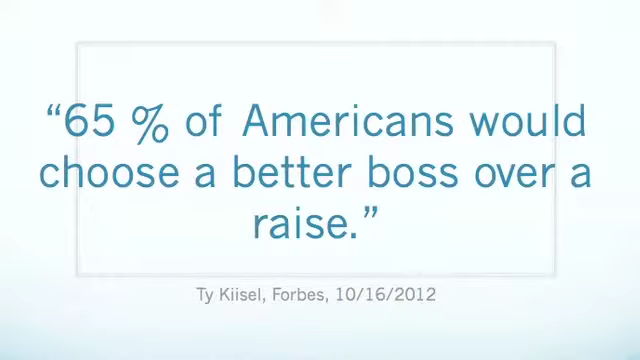 “65 % of Americans would
choose a better boss over a
raise.”
Ty Kiisel, Forbes, 10/16/2012